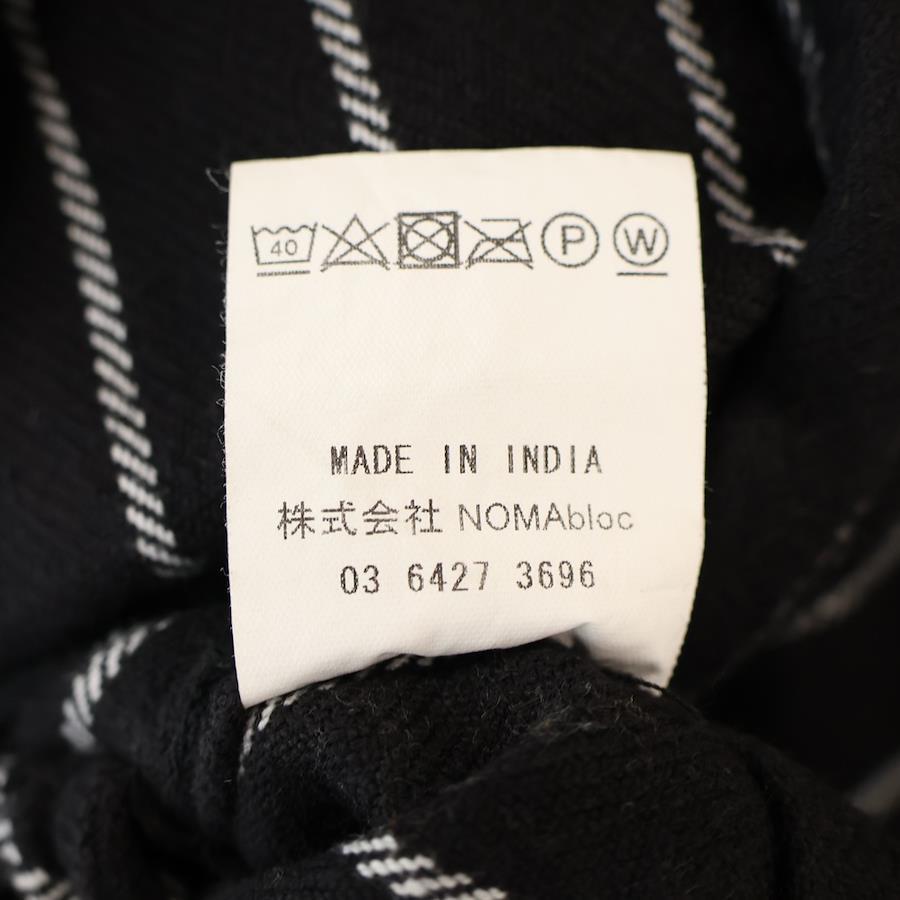 40 P W
MADE IN INDIA
株式会社 NOMAbloc
03 6427 3696